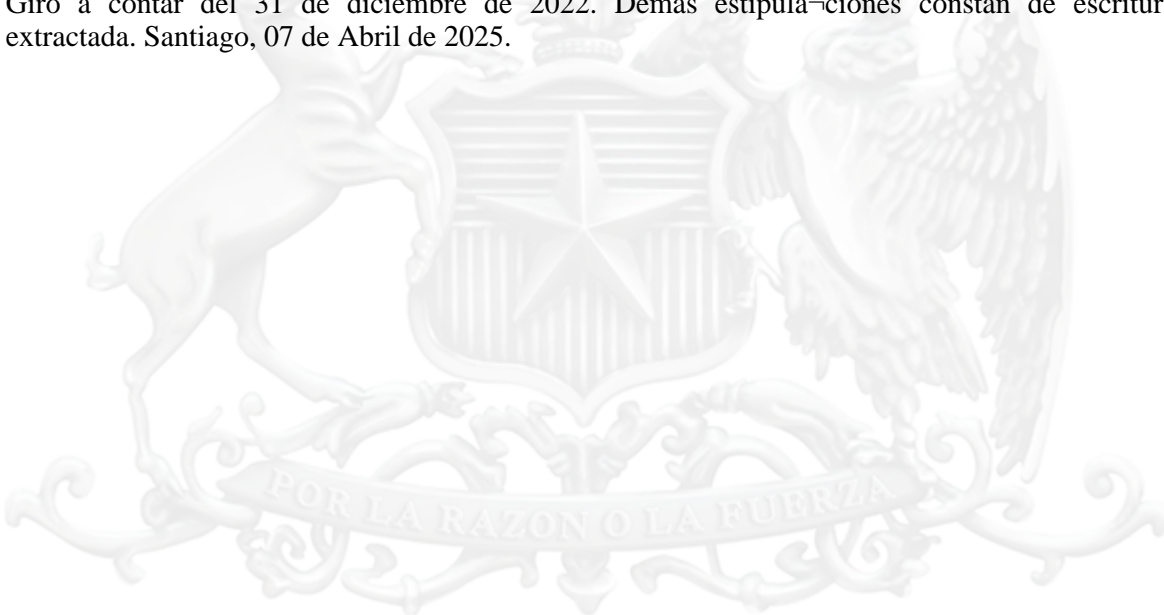 Giro a contar del 31 de diciembre de 2022. Demás estipula¬ciones constan de escritur
extractada. Santiago, 07 de Abril de 2025.
POR LA RAZON O LA FUERZA